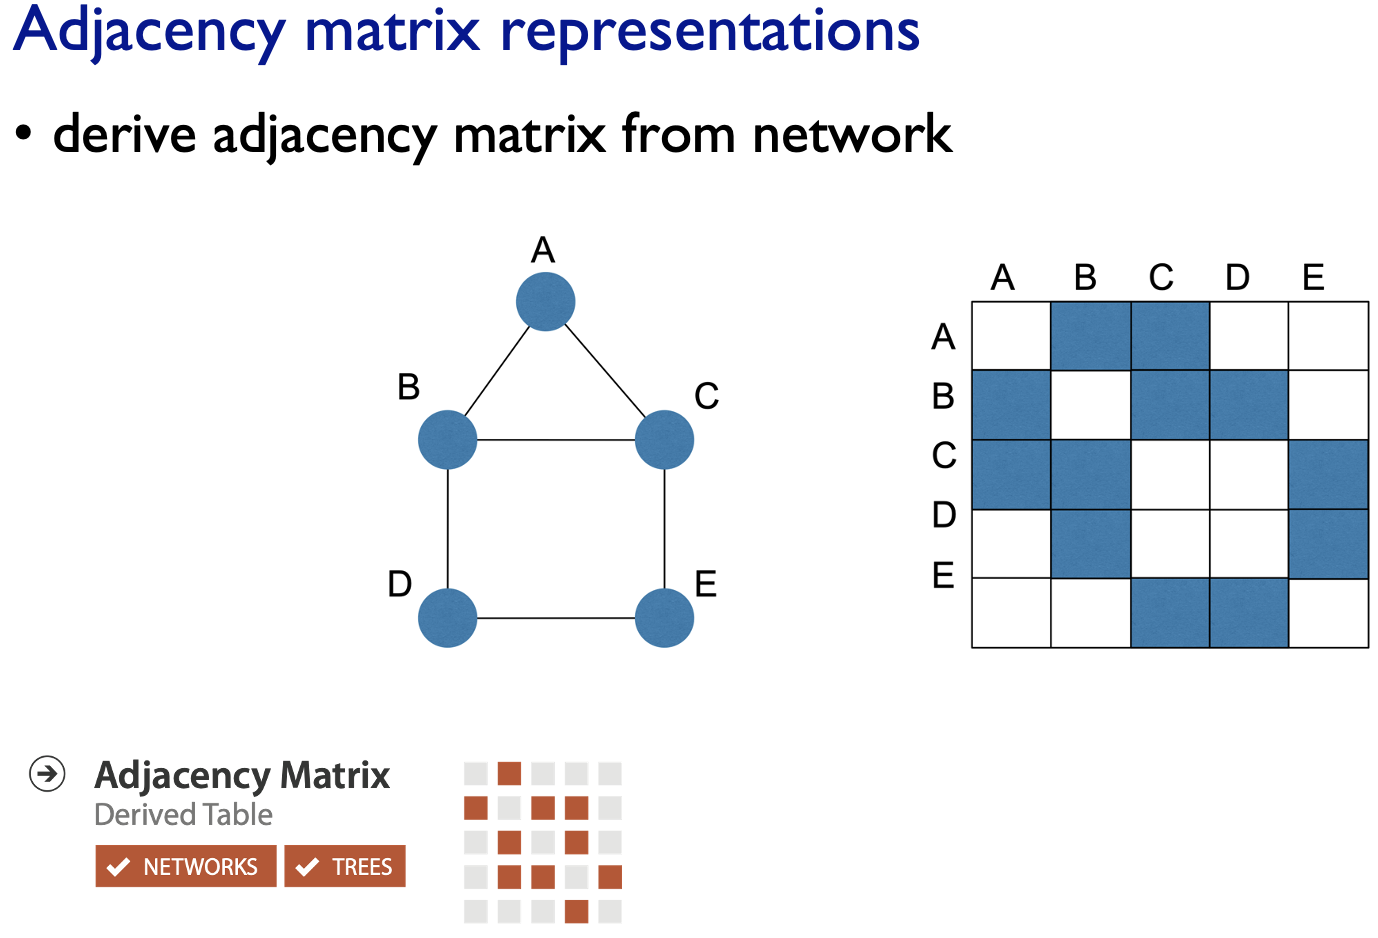 Adjacency matrix representations
• derive adjacency matrix from network
A
B
C
D
E
A B C D E
A
B
C
D
E
Adjacency Matrix
Derived Table
NETWORKS TREES